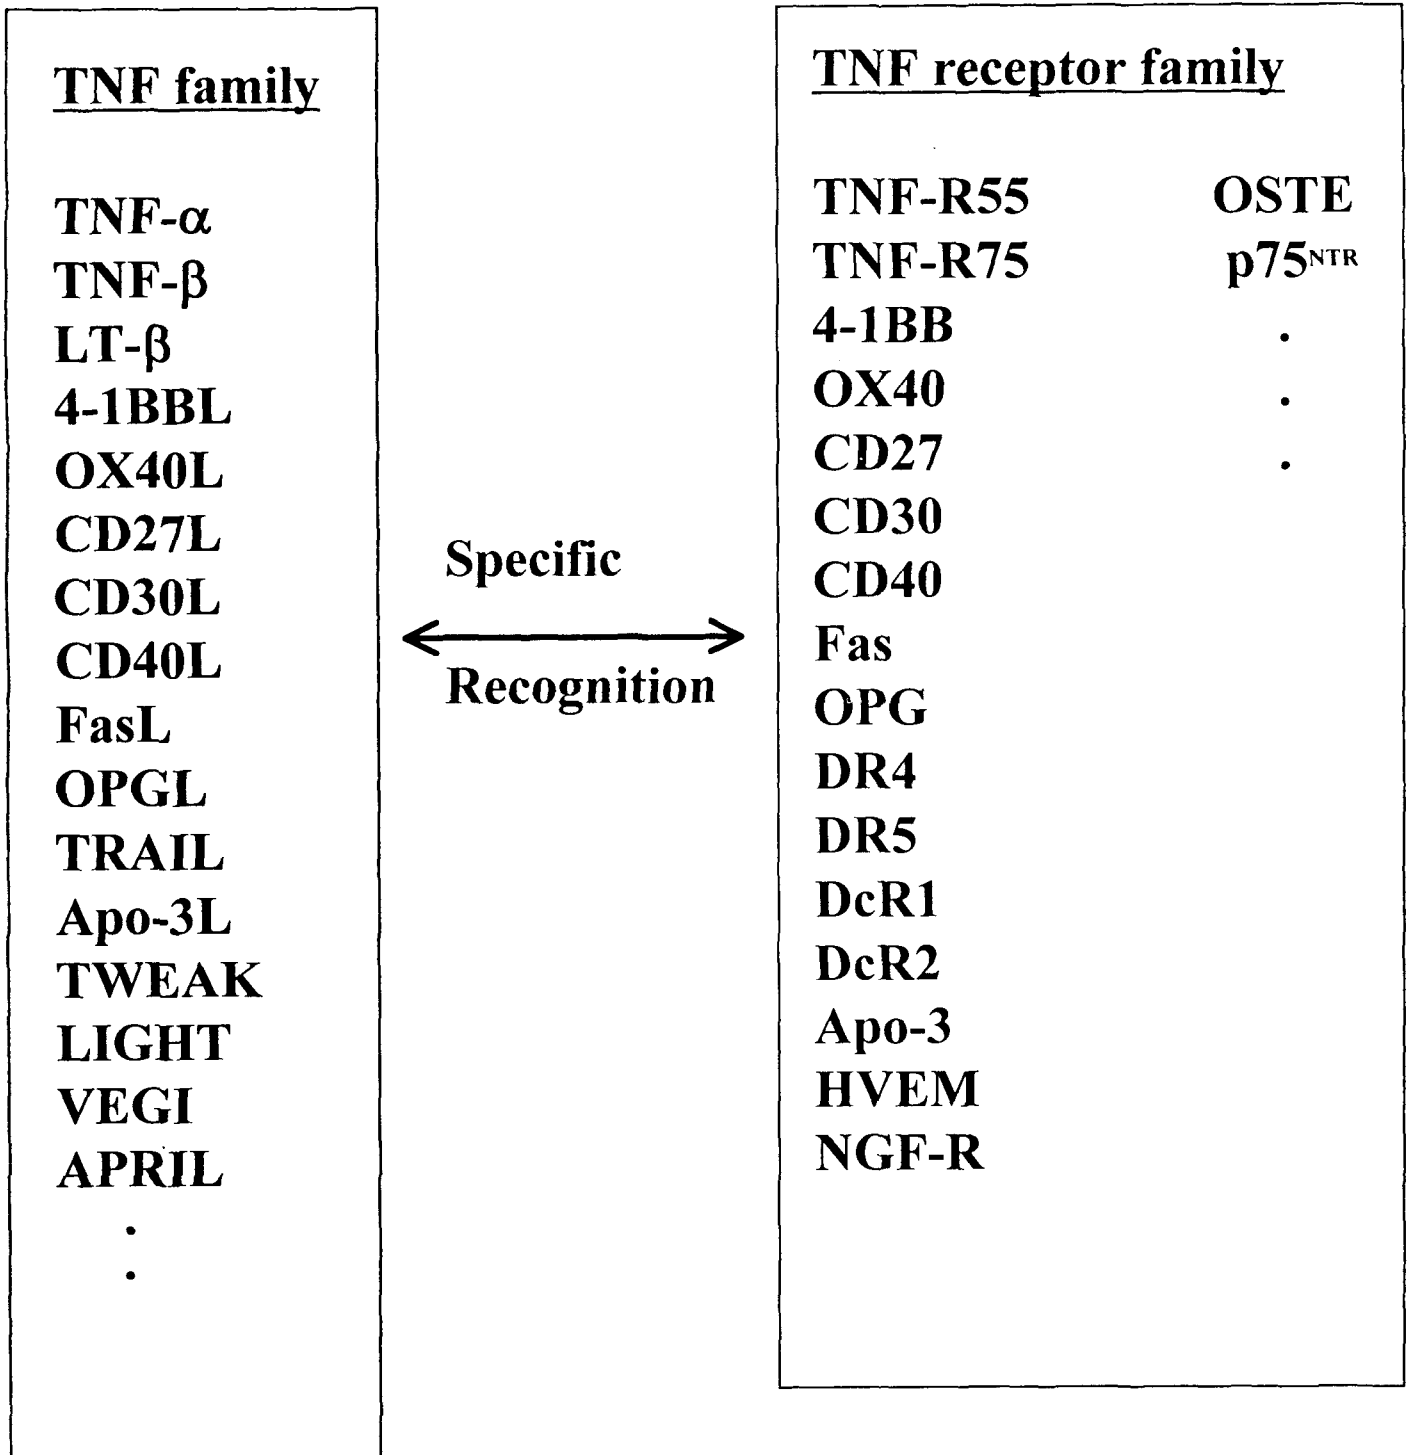 TNF family
TNF-α
TNF-β
LT-β
4-1BBL
OX40L
CD27L
CD30L
CD40L
FasL
OPGL
TRAIL
Apo-3L
TWEAK
LIGHT
VEGI
APRIL
.
.
Specific
Recognition
TNF receptor family
TNF-R55
TNF-R75
4-1BB
OX40
CD27
CD30
CD40
Fas
OPG
DR4
DR5
DcR1
DcR2
Apo-3
HVEM
NGF-R
OSTE
p75NTR
.
.
.